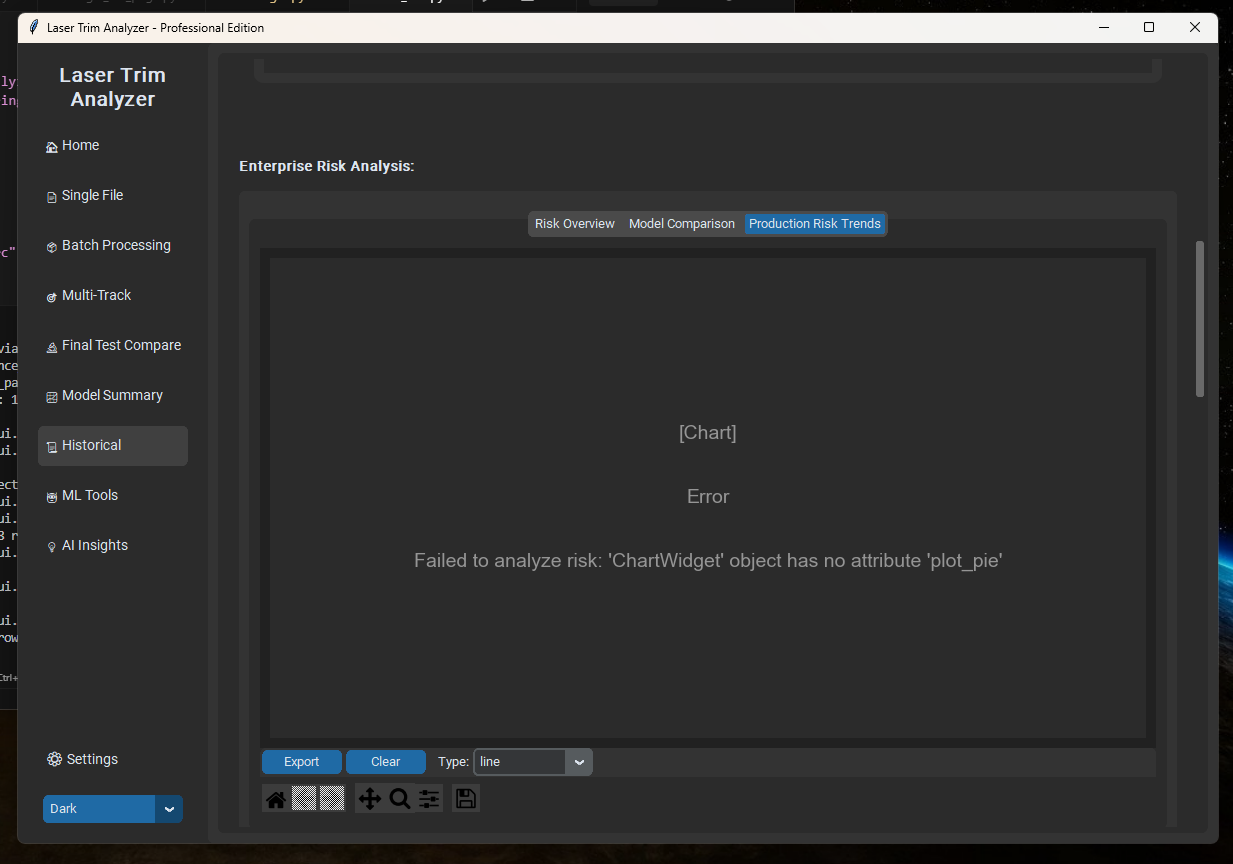 Laser Trim Analyzer - Professional Edition
Laser Trim
Analyzer
Home
Single File
Batch Processing
Multi-Track
Final Test Compare
Model Summary
Historical
ML Tools
AI Insights
Settings
Dark
Enterprise Risk Analysis:
Risk Overview
Model Comparison
Production Risk Trends
[Chart]
Error
Failed to analyze risk: 'ChartWidget' object has no attribute 'plot_pie'
Export
Clear
Type:
line